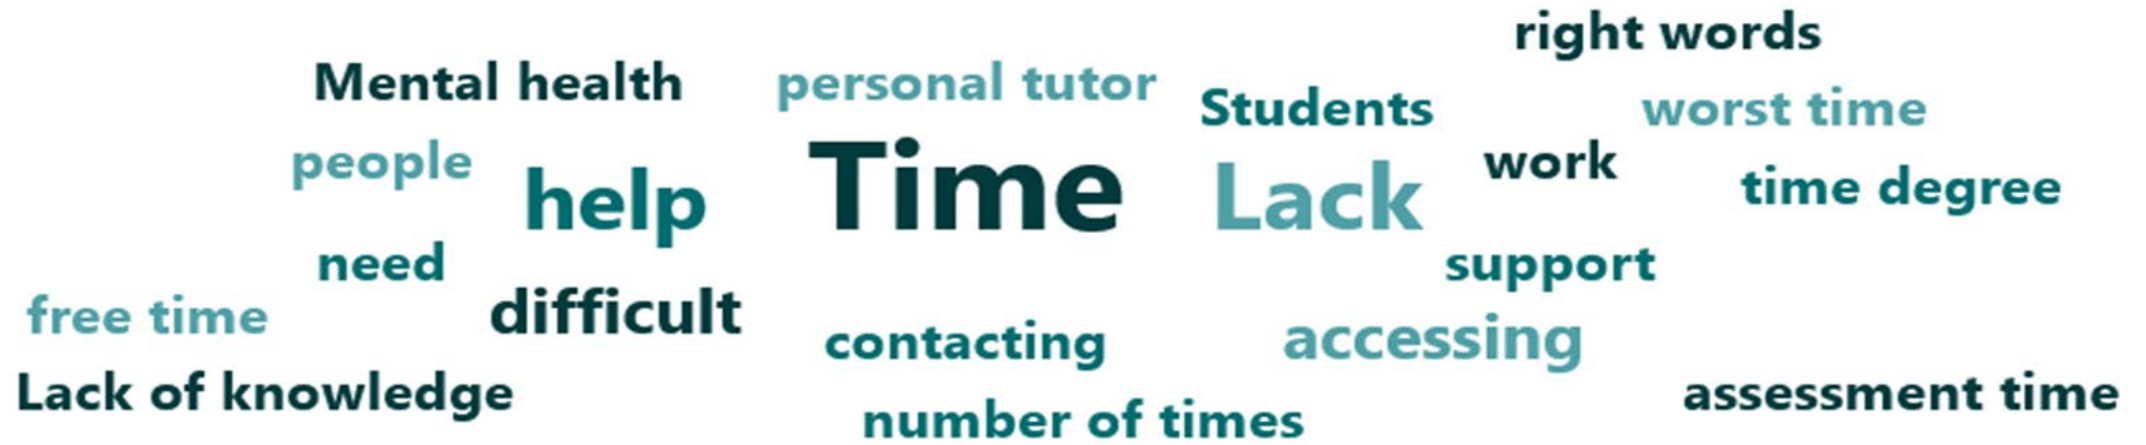 right words
Mental health
personal tutor
Students
worst time
people
help
Time
Lack
work
time degree
need
support
free time
difficult
contacting
accessing
Lack of knowledge
number of times
assessment time